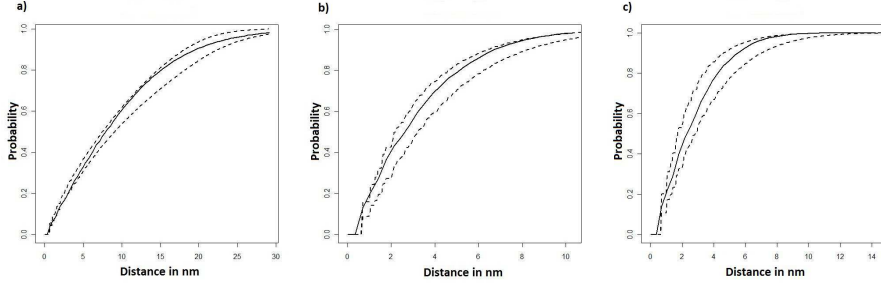 a)
Probability
0.0 0.2 0.4 0.6 0.8 1.0
0 5 10 15 20 25 30
Distance in nm
b)
Probability
0.0 0.2 0.4 0.6 0.8 1.0
0 2 4 6 8 10
Distance in nm
c)
Probability
0.0 0.2 0.4 0.6 0.8 1.0
0 2 4 6 8 10 12 14
Distance in nm